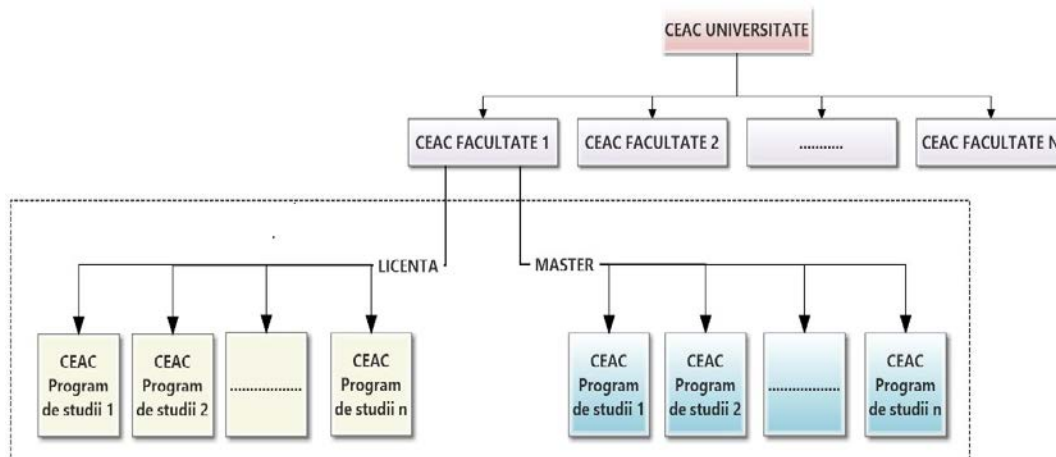 CEAC UNIVERSITATE
CEAC FACULTATE 1
CEAC FACULTATE 2
...........
CEAC FACULTATE N
LICENTA
MASTER
CEAC
Program
de studii 1
CEAC
Program
de studii 2
..................
CEAC
Program
de studii n
CEAC
Program
de studii 1
CEAC
Program
de studii 2
..................
CEAC
Program
de studii n